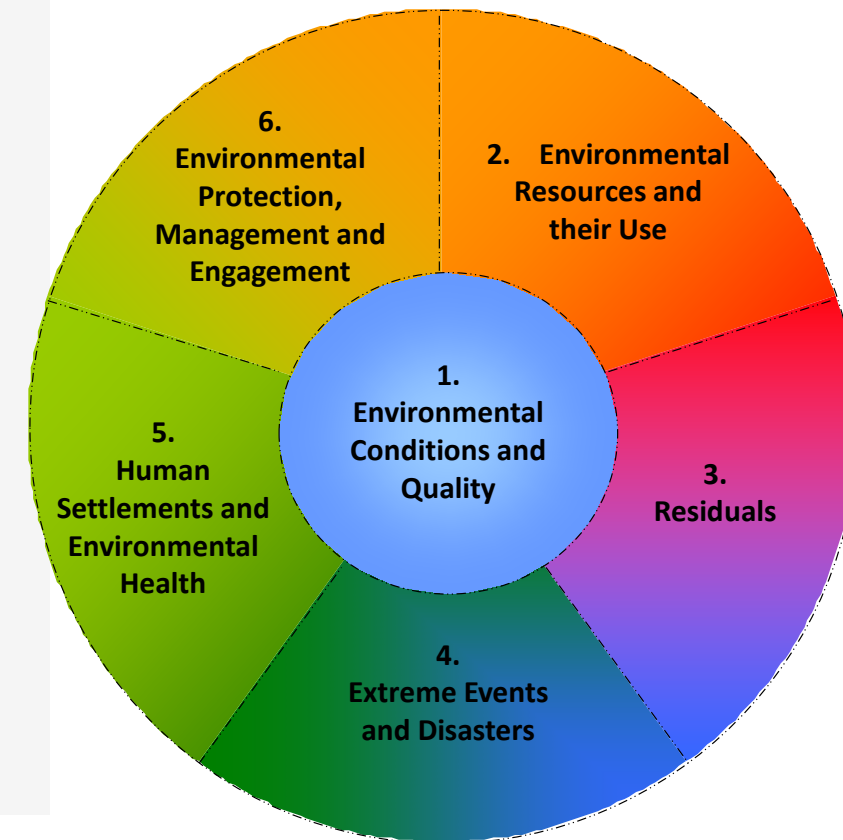 1.
Environmental
Conditions and
Quality
2. Environmental
Resources and
their Use
3.
Residuals
4.
Extreme Events
and Disasters
5.
Human
Settlements and
Environmental
Health
6.
Environmental
Protection,
Management and
Engagement